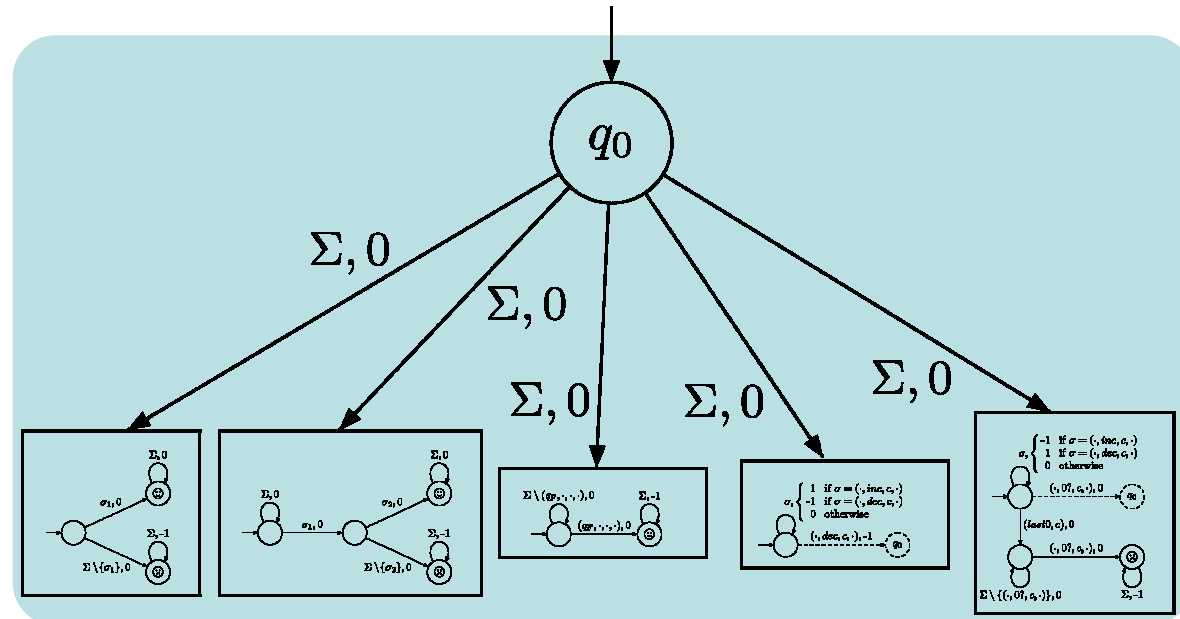 q0
Σ, 0
Σ, 0
Σ, 0
Σ, 0
Σ, 0
Σ, 0
σ1, 0
Σ, -1
Σ \ {σ1}, 0
Σ, 0
σ1, 0
Σ, 0
σ2, 0
Σ, -1
Σ \ {σ2}, 0
Σ \ (qF, ·, ·, ·), 0
Σ, -1
(qF, ·, ·, ·), 0
σ, { 1 if σ = (·, inc, c, ·)
-1 if σ = (·, dec, c, ·)
0 otherwise
(·, dec, c, ·), -1
q0
σ, { -1 if σ = (·, inc, c, ·)
1 if σ = (·, dec, c, ·)
0 otherwise
(·, 0?, c, ·), 0
q0
(last0, c), 0
(·, 0?, c, ·), 0
Σ \ {(·, 0?, c, ·)}, 0
Σ, -1